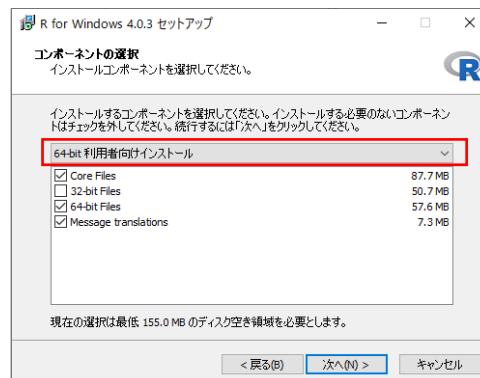 R for Windows 4.0.3 セットアップ
コンポーネントの選択
インストールコンポーネントを選択してください。
R
インストールするコンポーネントを選択してください。インストールする必要のないコンポーネン
トはチェックを外してください。続行するには「次へ」をクリックしてください。
64-bit 利用者向けインストール
Core Files 87.7 MB
32-bit Files 50.7 MB
64-bit Files 57.6 MB
Message translations 7.3 MB
現在の選択は最低 155.0 MB のディスク空き領域を必要とします。
< 戻る(B) 次へ(N) > キャンセル